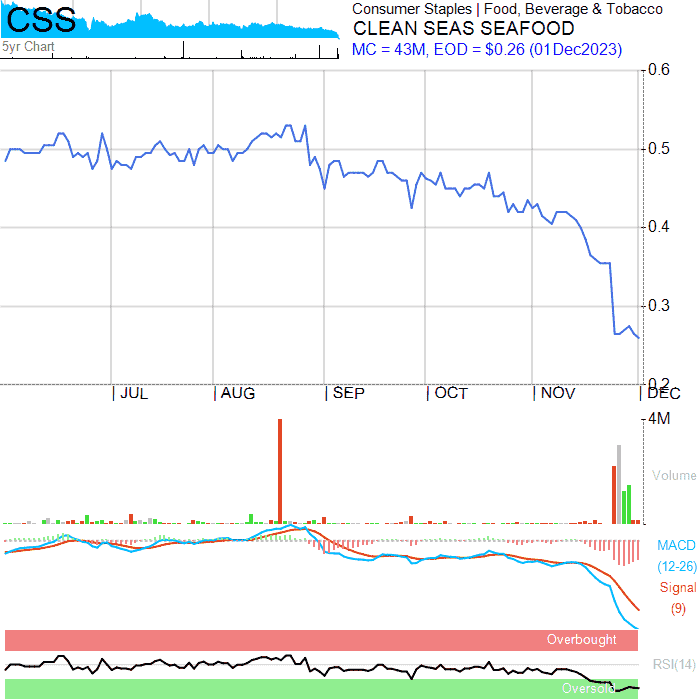 CSS
5yr Chart
Consumer Staples | Food, Beverage & Tobacco
CLEAN SEAS SEAFOOD
MC = 43M, EOD = $0.26 (01Dec2023)
0.6
0.5
0.4
0.3
0.2
JUL AUG SEP OCT NOV DEC
4M
Volume
MACD
(12-26)
Signal
(9)
Overbought
RSI(14)
Oversold